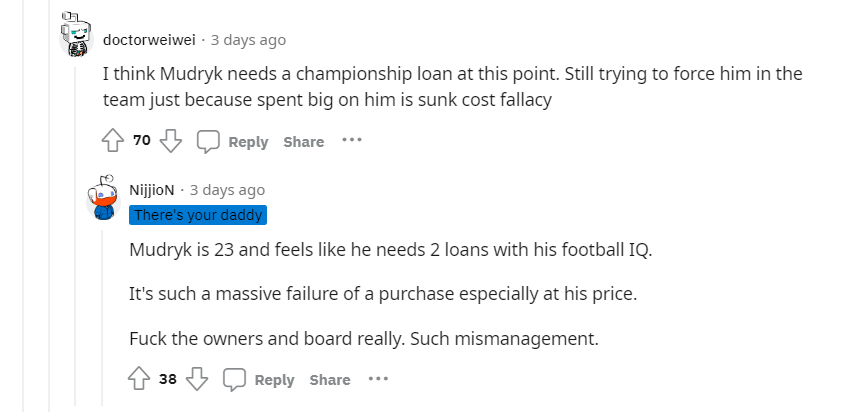 doctorweiwei · 3 days ago
I think Mudryk needs a championship loan at this point. Still trying to force him in the
team just because spent big on him is sunk cost fallacy
70 Reply Share ···
NijjioN · 3 days ago
There's your daddy
Mudryk is 23 and feels like he needs 2 loans with his football IQ.
It's such a massive failure of a purchase especially at his price.
Fuck the owners and board really. Such mismanagement.
38 Reply Share ···